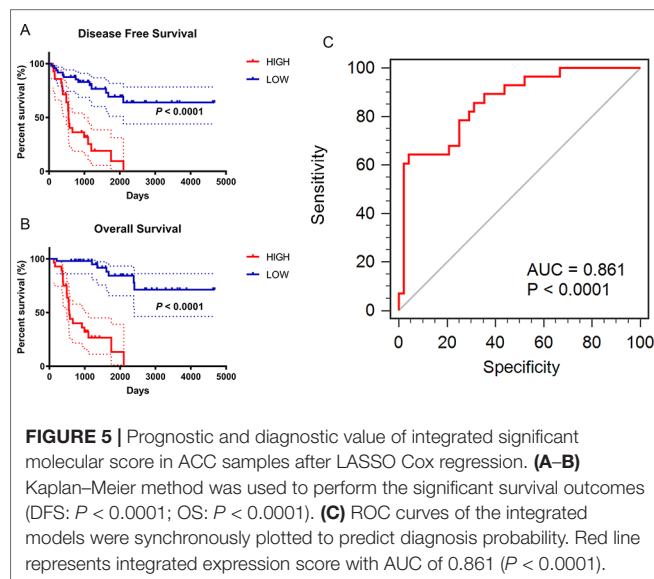 A
Disease Free Survival
Percent survival (%)
100
50
0
0 1000 2000 3000 4000 5000
Days
HIGH
LOW
P < 0.0001
B
Overall Survival
Percent survival (%)
100
50
0
0 1000 2000 3000 4000 5000
Days
HIGH
LOW
P < 0.0001
C
Sensitivity
100
80
60
40
20
0
0 20 40 60 80 100
Specificity
AUC = 0.861
P < 0.0001
FIGURE 5 | Prognostic and diagnostic value of integrated significant
molecular score in ACC samples after LASSO Cox regression. (A–B)
Kaplan–Meier method was used to perform the significant survival outcomes
(DFS: P < 0.0001; OS: P < 0.0001). (C) ROC curves of the integrated
models were synchronously plotted to predict diagnosis probability. Red line
represents integrated expression score with AUC of 0.861 (P < 0.0001).